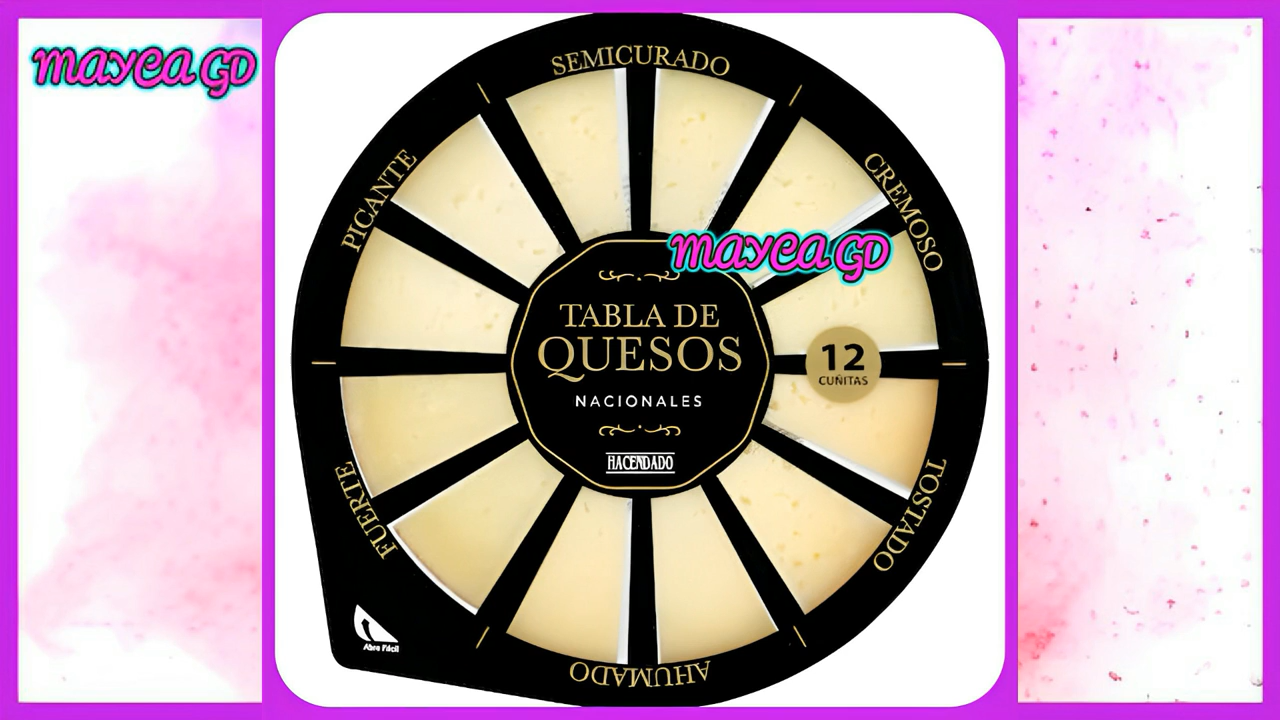 mayca GD
SEMICURADO
PICANTE
CREMOSO
mayca GD
TABLA DE
QUESOS
NACIONALES
HACENDADO
12
CUÑITAS
FUERTE
TOSTADO
AHUMADO
Abre Fácil